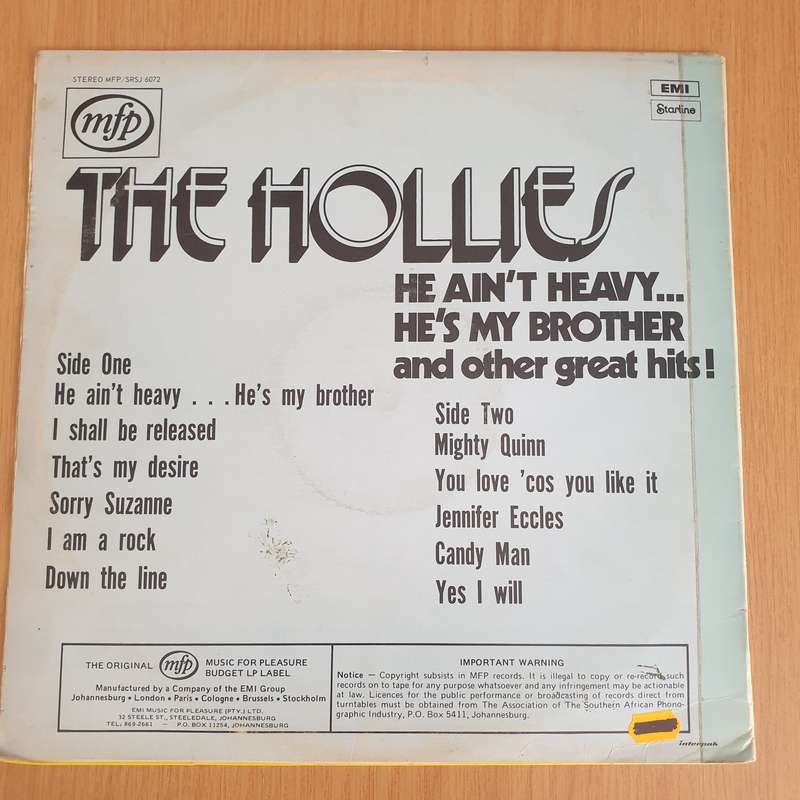 STEREO MFP/SRSJ 6072
mfp
EMI
Starline
THE HOLLIES
HE AIN'T HEAVY...
HE'S MY BROTHER
and other great hits!
Side One
He ain't heavy . . . He's my brother
I shall be released
That's my desire
Sorry Suzanne
I am a rock
Down the line
Side Two
Mighty Quinn
You love 'cos you like it
Jennifer Eccles
Candy Man
Yes I will
THE ORIGINAL mfp MUSIC FOR PLEASURE
BUDGET LP LABEL
Manufactured by a Company of the EMI Group
Johannesburg • London • Paris • Cologne • Brussels • Stockholm
EMI MUSIC FOR PLEASURE (PTY.) LTD.
32 STEELE ST., STEELEDALE, JOHANNESBURG
TEL: 869-2661 - P.O. BOX 11254, JOHANNESBURG
IMPORTANT WARNING
Notice — Copyright subsists in MFP records. It is illegal to copy or re-record such
records on to tape for any purpose whatsoever and any infringement may be actionable
at law. Licences for the public performance or broadcasting of records direct from
turntables must be obtained from The Association of The Southern African Phono-
graphic Industry, P.O. Box 5411, Johannesburg.
interpak